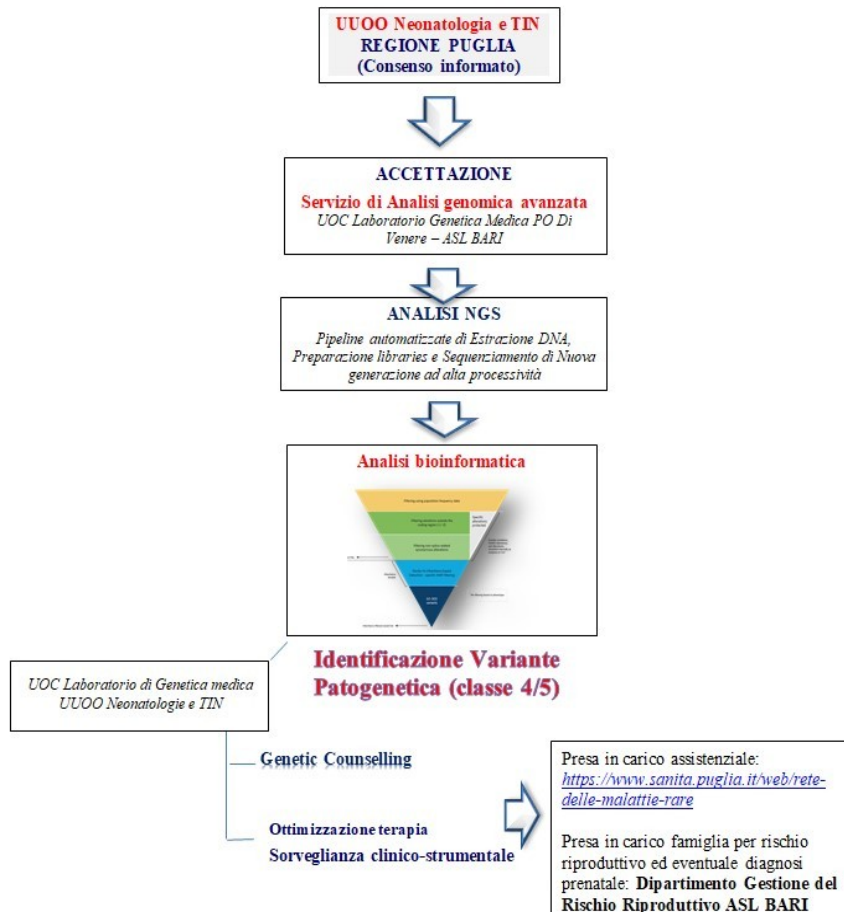 UUOO Neonatologia e TIN
REGIONE PUGLIA
(Consenso informato)
ACCETTAZIONE
Servizio di Analisi genomica avanzata
UOC Laboratorio Genetica Medica PO Di
Venere – ASL BARI
ANALISI NGS
Pipeline automatizzate di Estrazione DNA,
Preparazione libraries e Sequenziamento di Nuova
generazione ad alta processività
Analisi bioinformatica
Identificazione Variante
Patogenetica (classe 4/5)
UOC Laboratorio di Genetica medica
UUOO Neonatologie e TIN
Genetic Counselling
Ottimizzazione terapia
Sorveglianza clinico-strumentale
Presa in carico assistenziale:
https://www.sanita.puglia.it/web/rete-
delle-malattie-rare
Presa in carico famiglia per rischio
riproduttivo ed eventuale diagnosi
prenatale: Dipartimento Gestione del
Rischio Riproduttivo ASL BARI